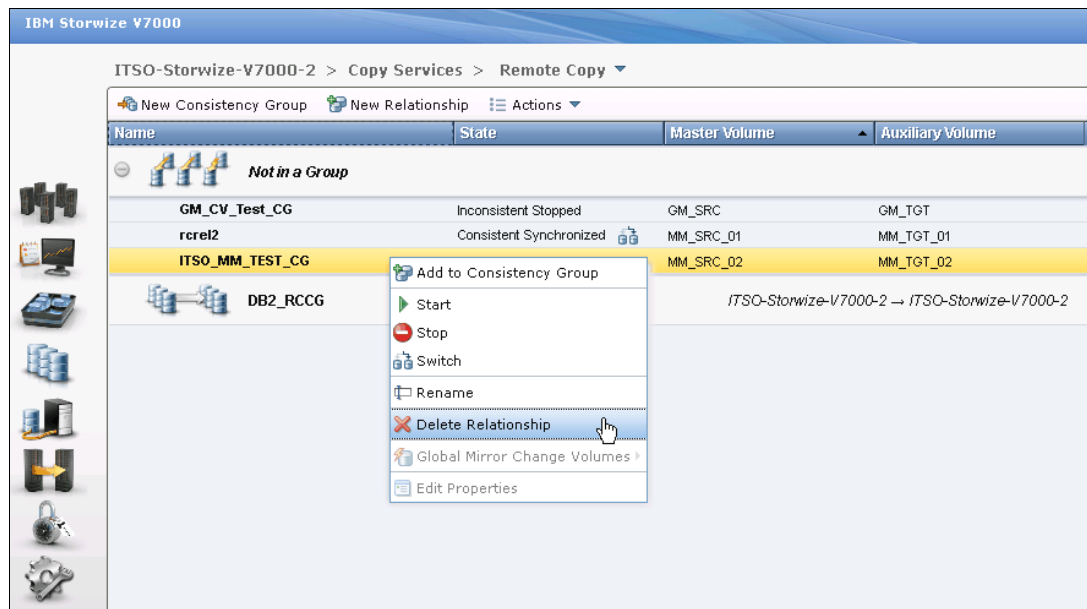 IBM Storwize V7000
ITSO-Storwize-V7000-2 > Copy Services > Remote Copy
New Consistency Group New Relationship Actions
Name State Master Volume Auxiliary Volume
Not in a Group
GM_CV_Test_CG Inconsistent Stopped GM_SRC GM_TGT
rcrel2 Consistent Synchronized MM_SRC_01 MM_TGT_01
ITSO_MM_TEST_CG MM_SRC_02 MM_TGT_02
DB2_RCCG ITSO-Storwize-V7000-2 → ITSO-Storwize-V7000-2
Add to Consistency Group
Start
Stop
Switch
Rename
Delete Relationship
Global Mirror Change Volumes
Edit Properties